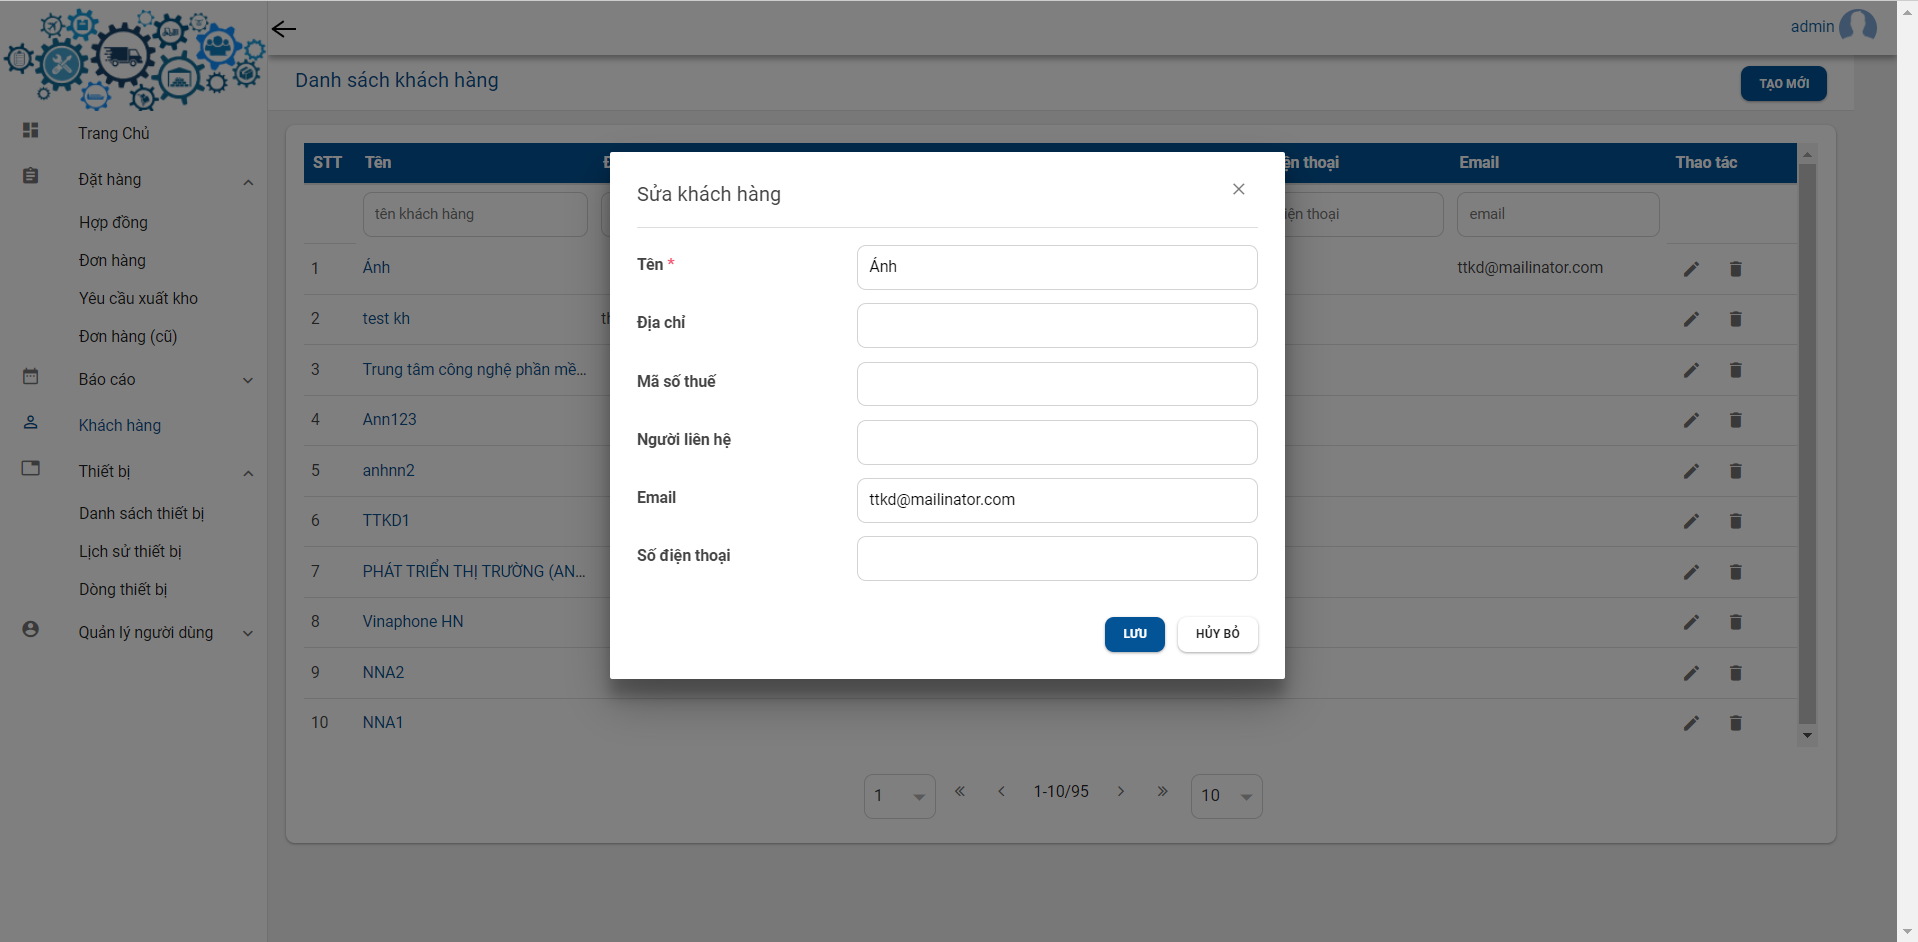 admin
Danh sách khách hàng
TẠO MỚI
Trang Chủ
Đặt hàng
Hợp đồng
Đơn hàng
Yêu cầu xuất kho
Đơn hàng (cũ)
Báo cáo
Khách hàng
Thiết bị
Danh sách thiết bị
Lịch sử thiết bị
Dòng thiết bị
Quản lý người dùng
STT Tên Email Thao tác
thoại
tên khách hàng
thoại
email
1 Ánh ttkd@mailinator.com
2 test kh
3 Trung tâm công nghệ phần mề...
4 Ann123
5 anhnn2
6 TTKD1
7 PHÁT TRIỂN THỊ TRƯỜNG (AN...
8 Vinaphone HN
9 NNA2
10 NNA1
1 « ‹ 1-10/95 › » 10
Sửa khách hàng
Tên * Ánh
Địa chỉ
Mã số thuế
Người liên hệ
Email ttkd@mailinator.com
Số điện thoại
LƯU HỦY BỎ